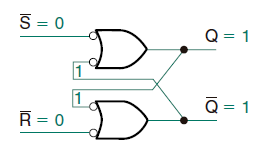 S̅ = 0
Q = 1
1
1
Q̅ = 1
R̅ = 0